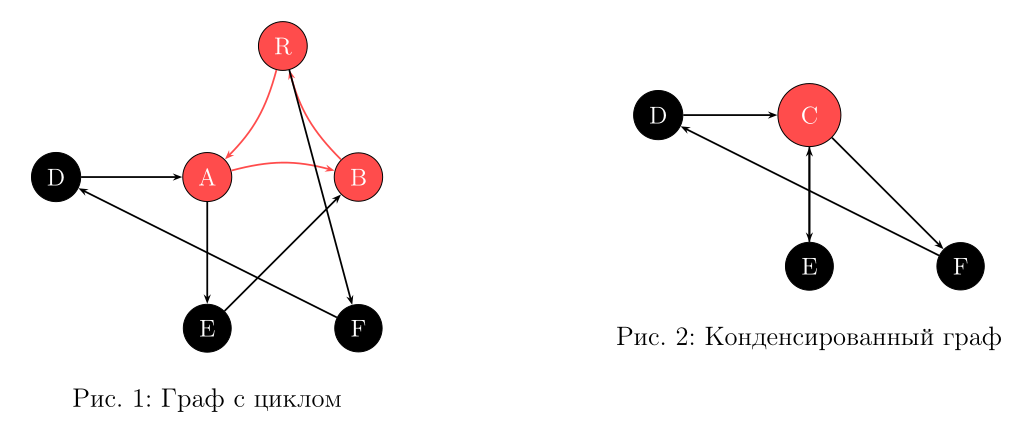 R
D
A
B
E
F
Рис. 1: Граф с циклом
D
C
E
F
Рис. 2: Конденсированный граф